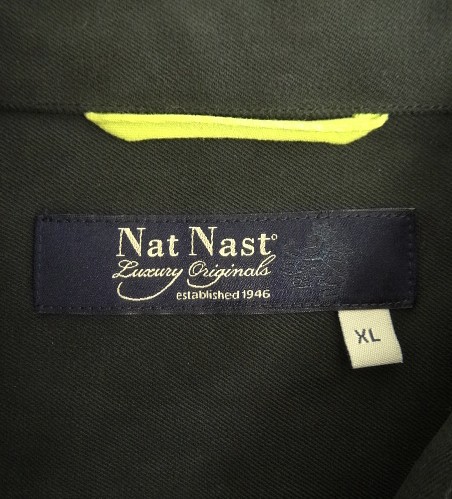 Nat Nast
Luxury Originals
established 1946
XL